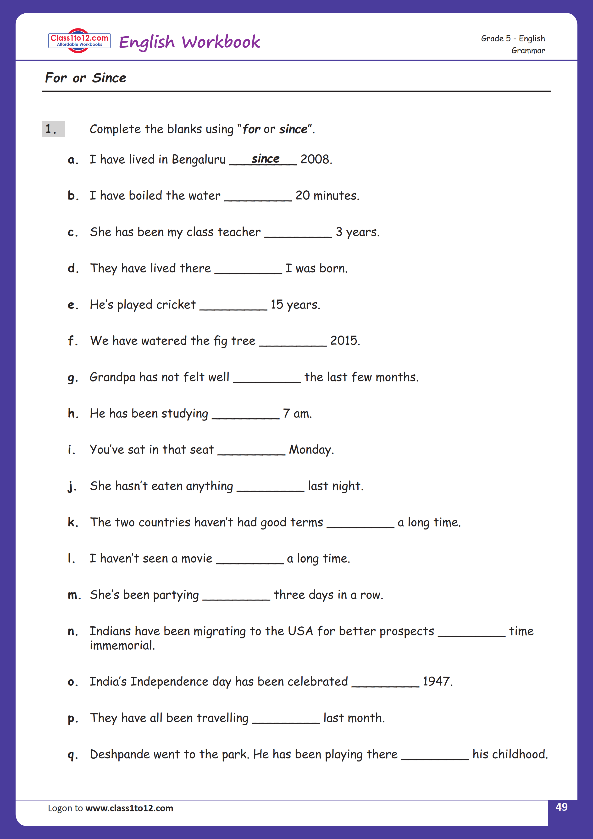 Class1to12.com
Affordable Workbooks
English Workbook
Grade 5 - English
Grammar
For or Since
1. Complete the blanks using "for or since".
a. I have lived in Bengaluru ___since___ 2008.
b. I have boiled the water _________ 20 minutes.
c. She has been my class teacher _________ 3 years.
d. They have lived there _________ I was born.
e. He's played cricket _________ 15 years.
f. We have watered the fig tree _________ 2015.
g. Grandpa has not felt well _________ the last few months.
h. He has been studying _________ 7 am.
i. You've sat in that seat _________ Monday.
j. She hasn't eaten anything _________ last night.
k. The two countries haven't had good terms _________ a long time.
l. I haven't seen a movie _________ a long time.
m. She's been partying _________ three days in a row.
n. Indians have been migrating to the USA for better prospects _________ time
immemorial.
o. India's Independence day has been celebrated _________ 1947.
p. They have all been travelling _________ last month.
q. Deshpande went to the park. He has been playing there _________ his childhood.
Logon to www.class1to12.com
49